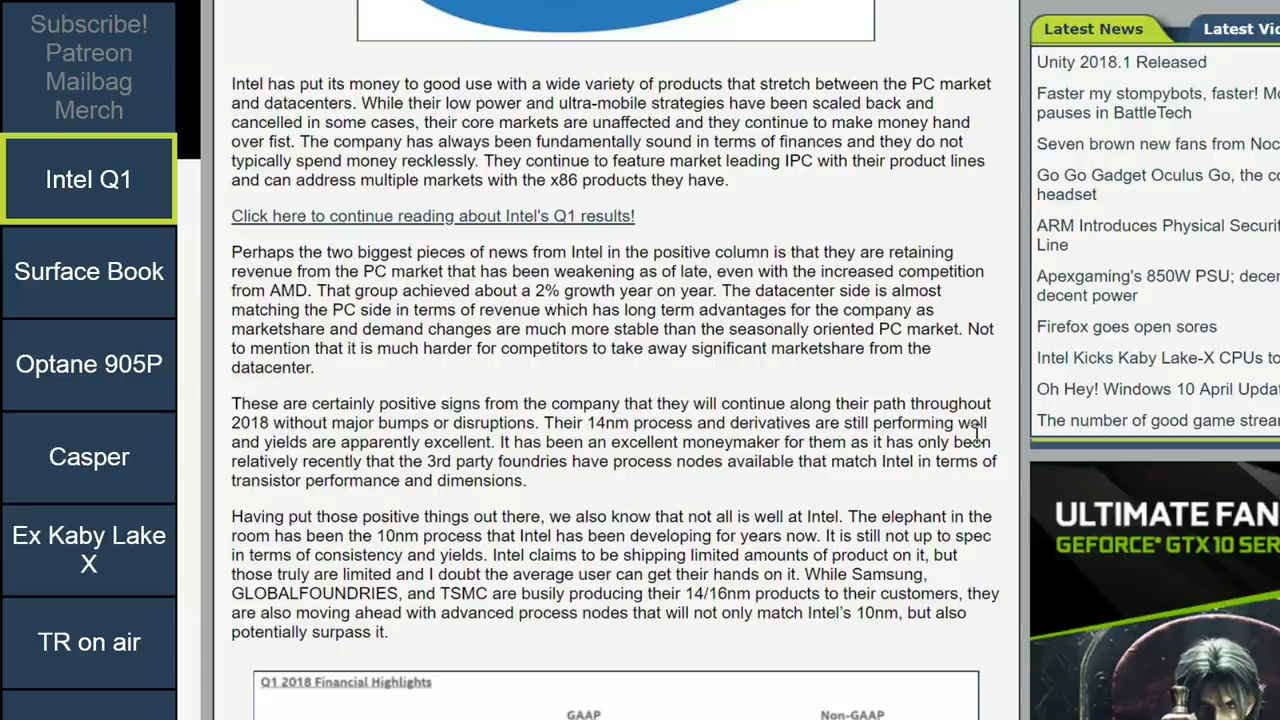 Subscribe!
Patreon
Mailbag
Merch
Intel Q1
Surface Book
Optane 905P
Casper
Ex Kaby Lake
X
TR on air
Intel has put its money to good use with a wide variety of products that stretch between the PC market
and datacenters. While their low power and ultra-mobile strategies have been scaled back and
cancelled in some cases, their core markets are unaffected and they continue to make money hand
over fist. The company has always been fundamentally sound in terms of finances and they do not
typically spend money recklessly. They continue to feature market leading IPC with their product lines
and can address multiple markets with the x86 products they have.
Click here to continue reading about Intel's Q1 results!
Perhaps the two biggest pieces of news from Intel in the positive column is that they are retaining
revenue from the PC market that has been weakening as of late, even with the increased competition
from AMD. That group achieved about a 2% growth year on year. The datacenter side is almost
matching the PC side in terms of revenue which has long term advantages for the company as
marketshare and demand changes are much more stable than the seasonally oriented PC market. Not
to mention that it is much harder for competitors to take away significant marketshare from the
datacenter.
These are certainly positive signs from the company that they will continue along their path throughout
2018 without major bumps or disruptions. Their 14nm process and derivatives are still performing well
and yields are apparently excellent. It has been an excellent moneymaker for them as it has only been
relatively recently that the 3rd party foundries have process nodes available that match Intel in terms of
transistor performance and dimensions.
Having put those positive things out there, we also know that not all is well at Intel. The elephant in the
room has been the 10nm process that Intel has been developing for years now. It is still not up to spec
in terms of consistency and yields. Intel claims to be shipping limited amounts of product on it, but
those truly are limited and I doubt the average user can get their hands on it. While Samsung,
GLOBALFOUNDRIES, and TSMC are busily producing their 14/16nm products to their customers, they
are also moving ahead with advanced process nodes that will not only match Intel's 10nm, but also
potentially surpass it.
Q1 2018 Financial Highlights
GAAP Non-GAAP
Latest News Latest
Unity 2018.1 Released
Faster my stompybots, faster!
pauses in BattleTech
Seven brown new fans from
Go Go Gadget Oculus Go, the
headset
ARM Introduces Physical
Line
Apexgaming's 850W PSU;
decent power
Firefox goes open sores
Intel Kicks Kaby Lake-X CPUs to
Oh Hey! Windows 10 April
The number of good game
ULTIMATE
GEFORCE® GTX 10